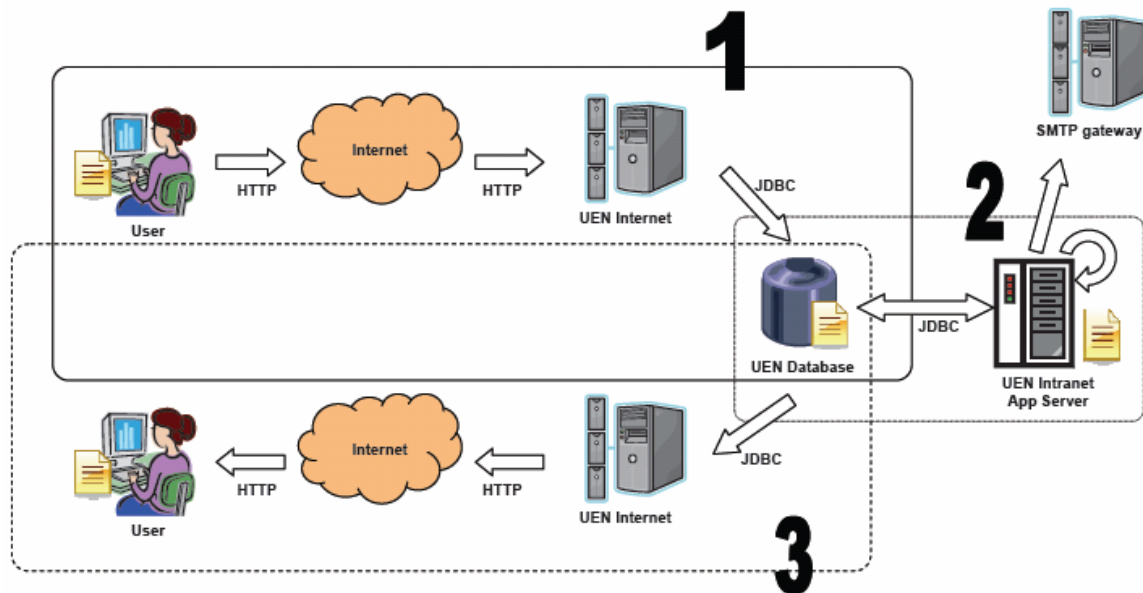 1
SMTP gateway
Internet
HTTP
HTTP
User
UEN Internet
JDBC
2
JDBC
UEN Database
UEN Intranet
App Server
Internet
JDBC
HTTP
HTTP
User
UEN Internet
3